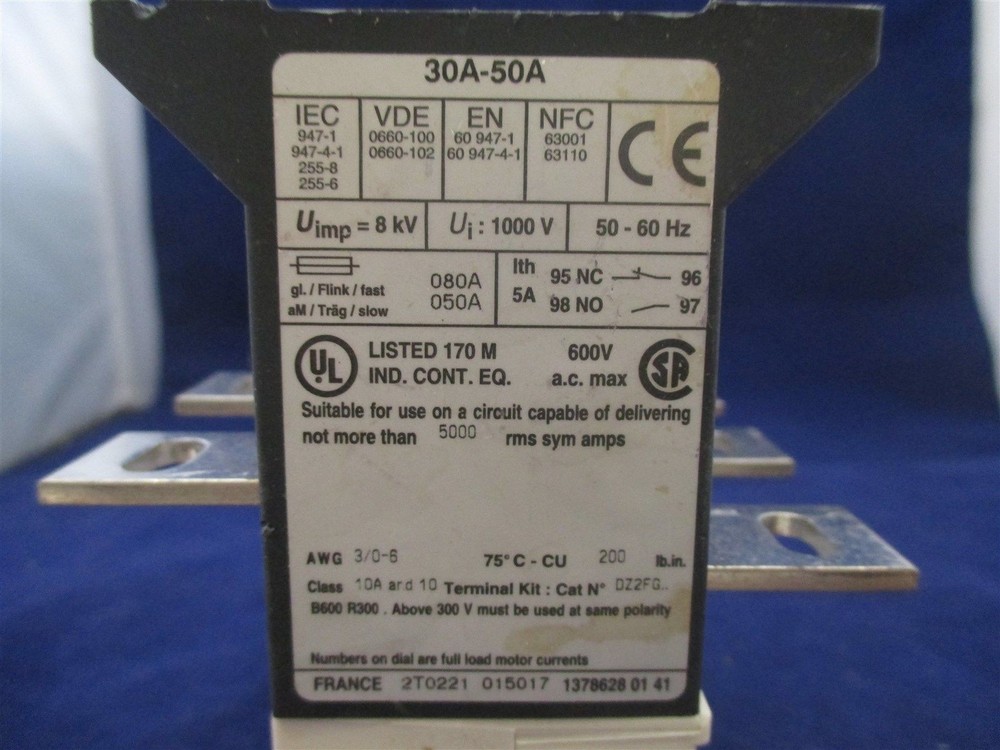 30A-50A
IEC VDE EN NFC CE
947-1 0660-100 60 947-1 63001
947-4-1 0660-102 60 947-4-1 63110
255-8
255-6
Uimp = 8 kV Ui : 1000 V 50 - 60 Hz
gl. / Flink / fast 080A
aM / Träg / slow 050A
Ith 95 NC 96
5A 98 NO 97
UL LISTED 170 M 600V SA
IND. CONT. EQ. a.c. max
Suitable for use on a circuit capable of delivering
not more than 5000 rms sym amps
AWG 3/0-6 75°C - CU 200 lb.in.
Class 10A ard 10 Terminal Kit : Cat N° DZ2FG..
B600 R300 . Above 300 V must be used at same polarity
Numbers on dial are full load motor currents
FRANCE 2T0221 015017 1378628 01 41